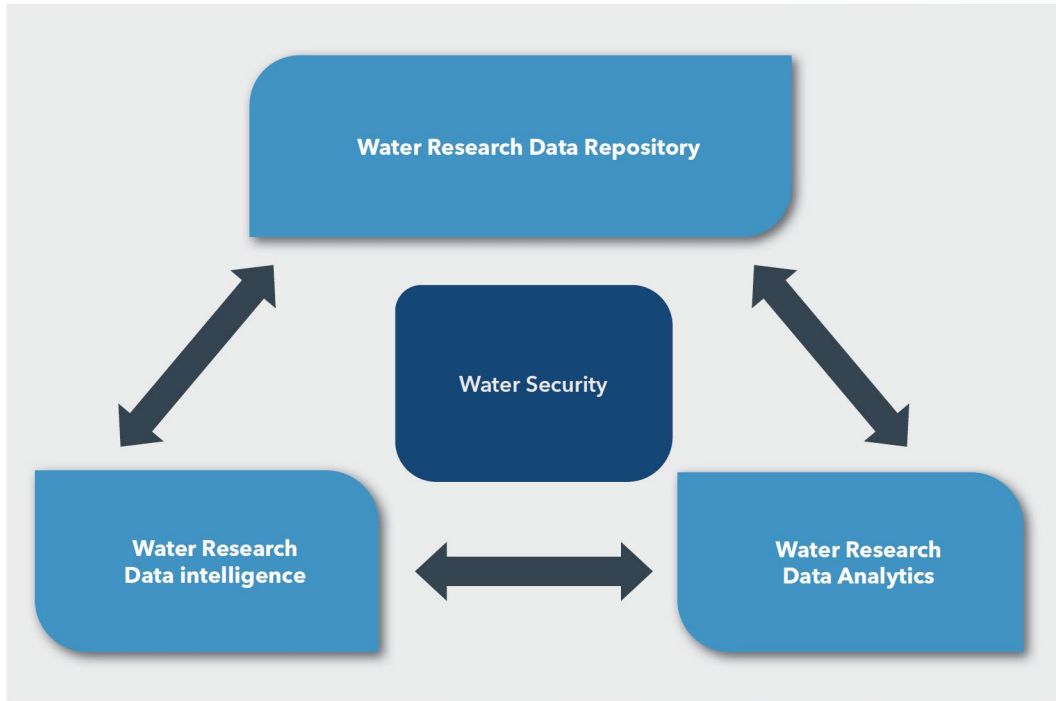 Water Research Data Repository
Water Security
Water Research
Data intelligence
Water Research
Data Analytics